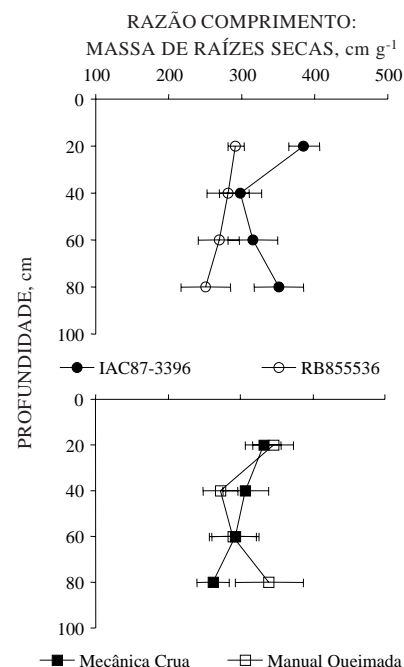 RAZÃO COMPRIMENTO:
MASSA DE RAÍZES SECAS, cm g-1
100 200 300 400 500
0
20
40
60
80
100
IAC87-3396 RB855536
PROFUNDIDADE, cm
0
20
40
60
80
100
Mecânica Crua Manual Queimada